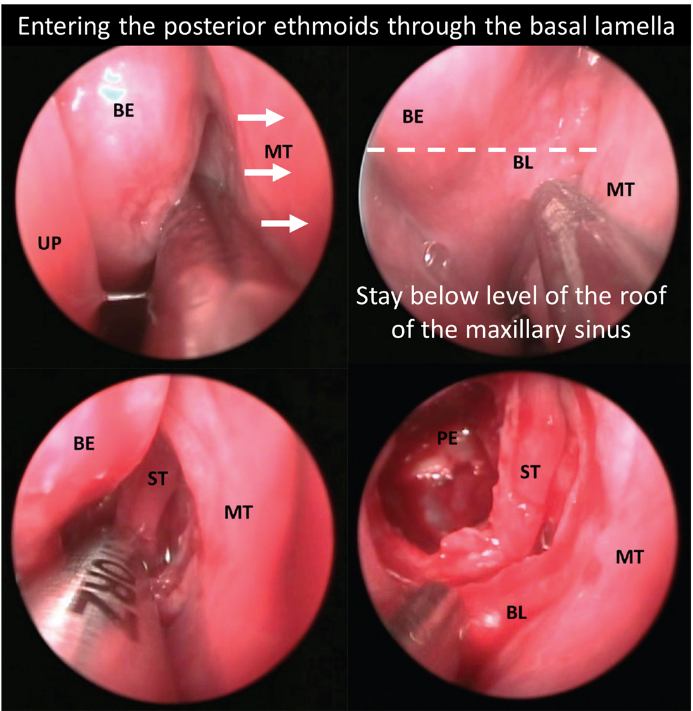 Entering the posterior ethmoids through the basal lamella
BE
MT
UP
BE
BL
MT
Stay below level of the roof
of the maxillary sinus
BE
ST
MT
PE
ST
MT
BL